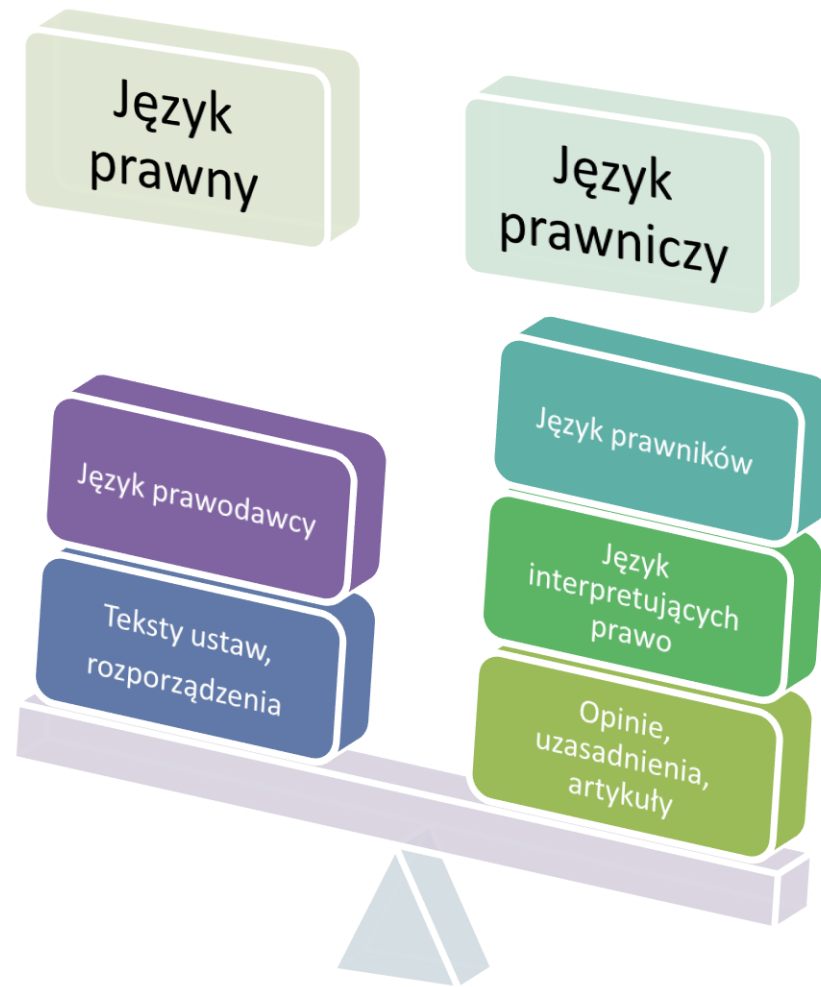 Język
prawny
Język
prawniczy
Język prawodawcy
Teksty ustaw,
rozporządzenia
Język prawników
Język
interpretujących
prawo
Opinie,
uzasadnienia,
artykuły